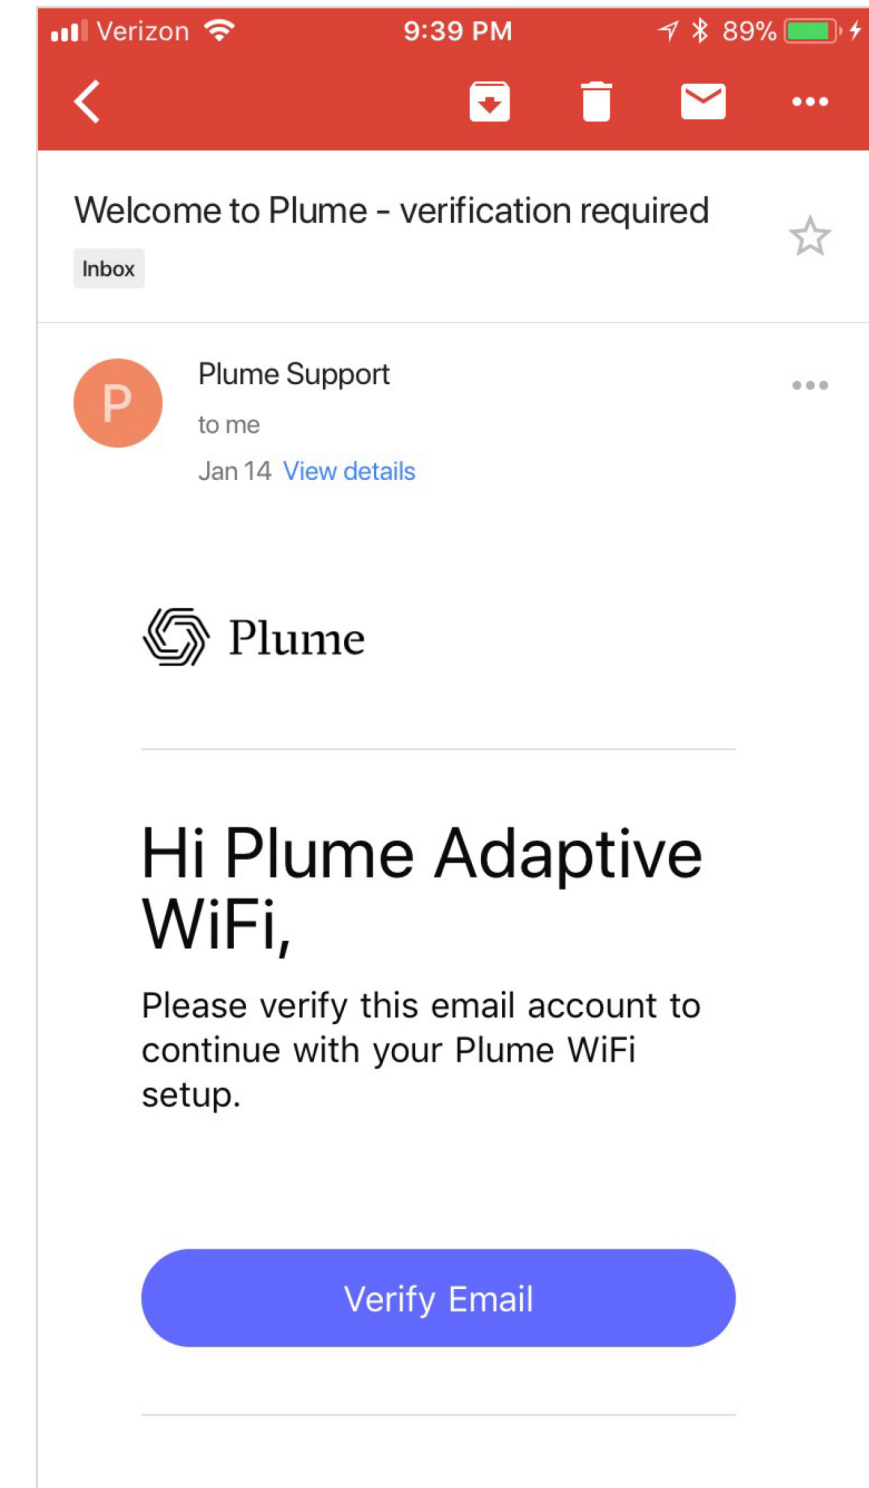 Verizon 9:39 PM 89%
Welcome to Plume - verification required
Inbox
P
Plume Support
to me
Jan 14 View details
Plume
Hi Plume Adaptive
WiFi,
Please verify this email account to
continue with your Plume WiFi
setup.
Verify Email